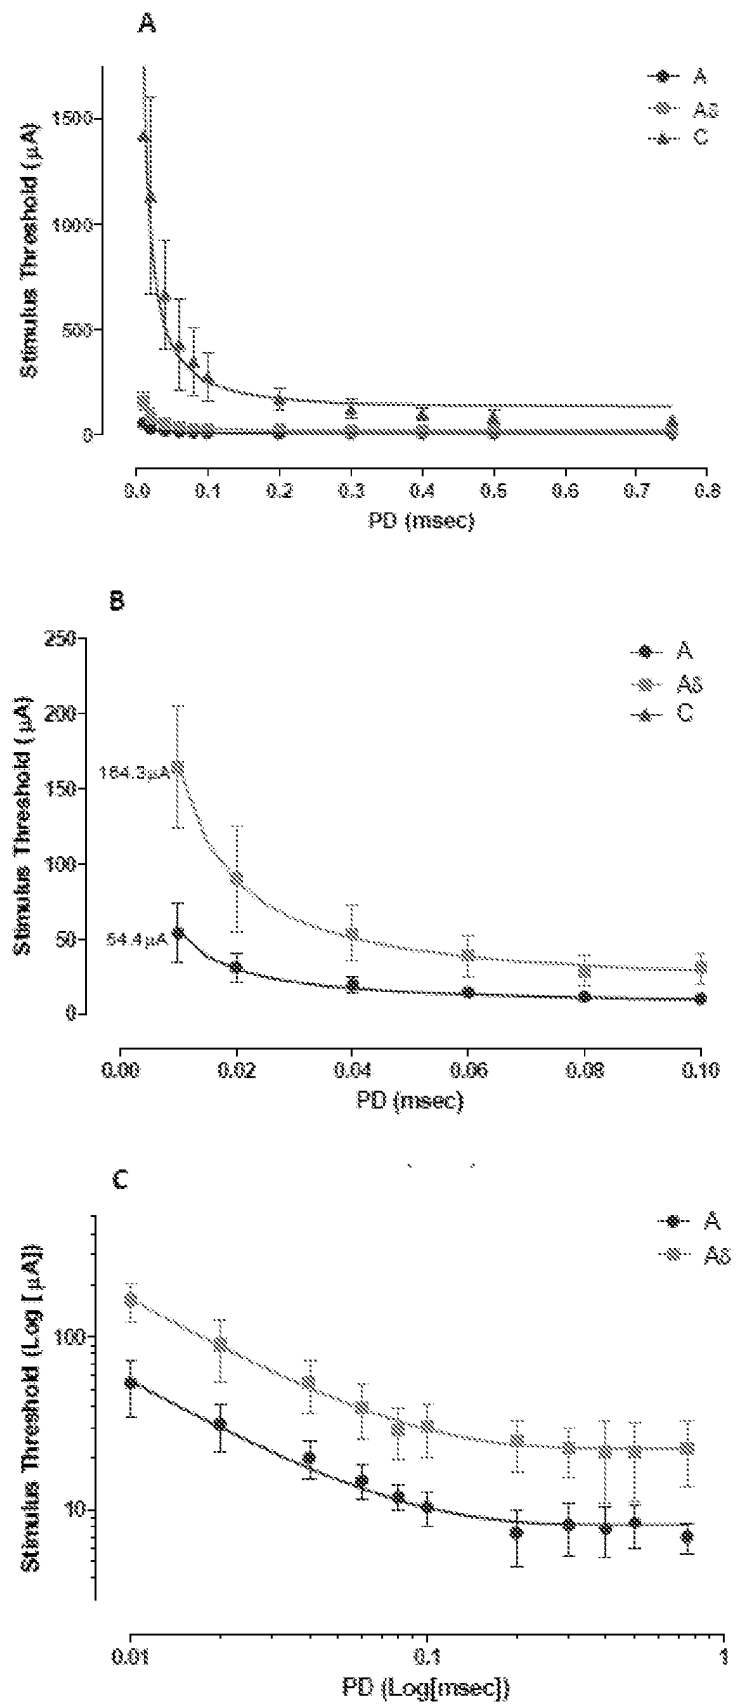 A
Stimulus Threshold (μA)
1500
1000
500
0
A
Aδ
C
0.0 0.1 0.2 0.3 0.4 0.5 0.6 0.7 0.8
PD (msec)
B
Stimulus Threshold (μA)
250
200
150
100
50
0
164.3μA
54.4μA
A
Aδ
C
0.00 0.02 0.04 0.06 0.08 0.10
PD (msec)
C
Stimulus Threshold (Log [μA])
100
10
A
Aδ
0.01 0.1 1
PD (Log[msec])